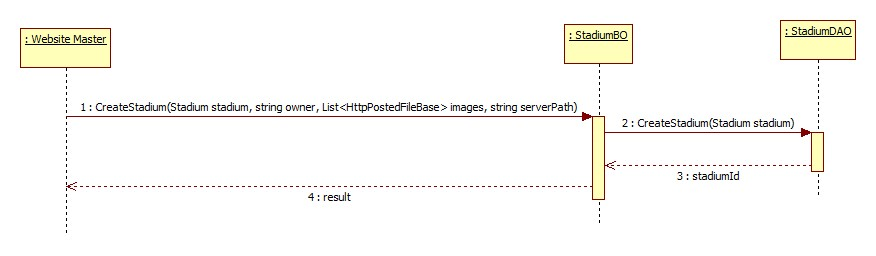 : Website Master
: StadiumBO
: StadiumDAO
1 : CreateStadium(Stadium stadium, string owner, List<HttpPostedFileBase> images, string serverPath)
2 : CreateStadium(Stadium stadium)
3 : stadiumId
4 : result